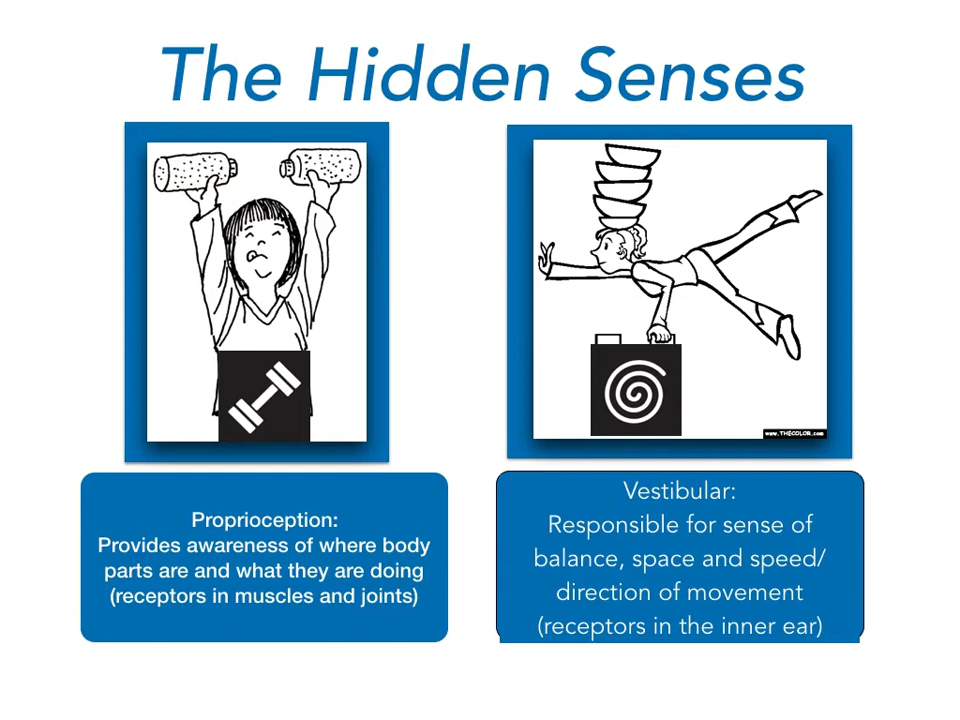 The Hidden Senses
www.THECOLOR.com
Proprioception:
Provides awareness of where body
parts are and what they are doing
(receptors in muscles and joints)
Vestibular:
Responsible for sense of
balance, space and speed/
direction of movement
(receptors in the inner ear)